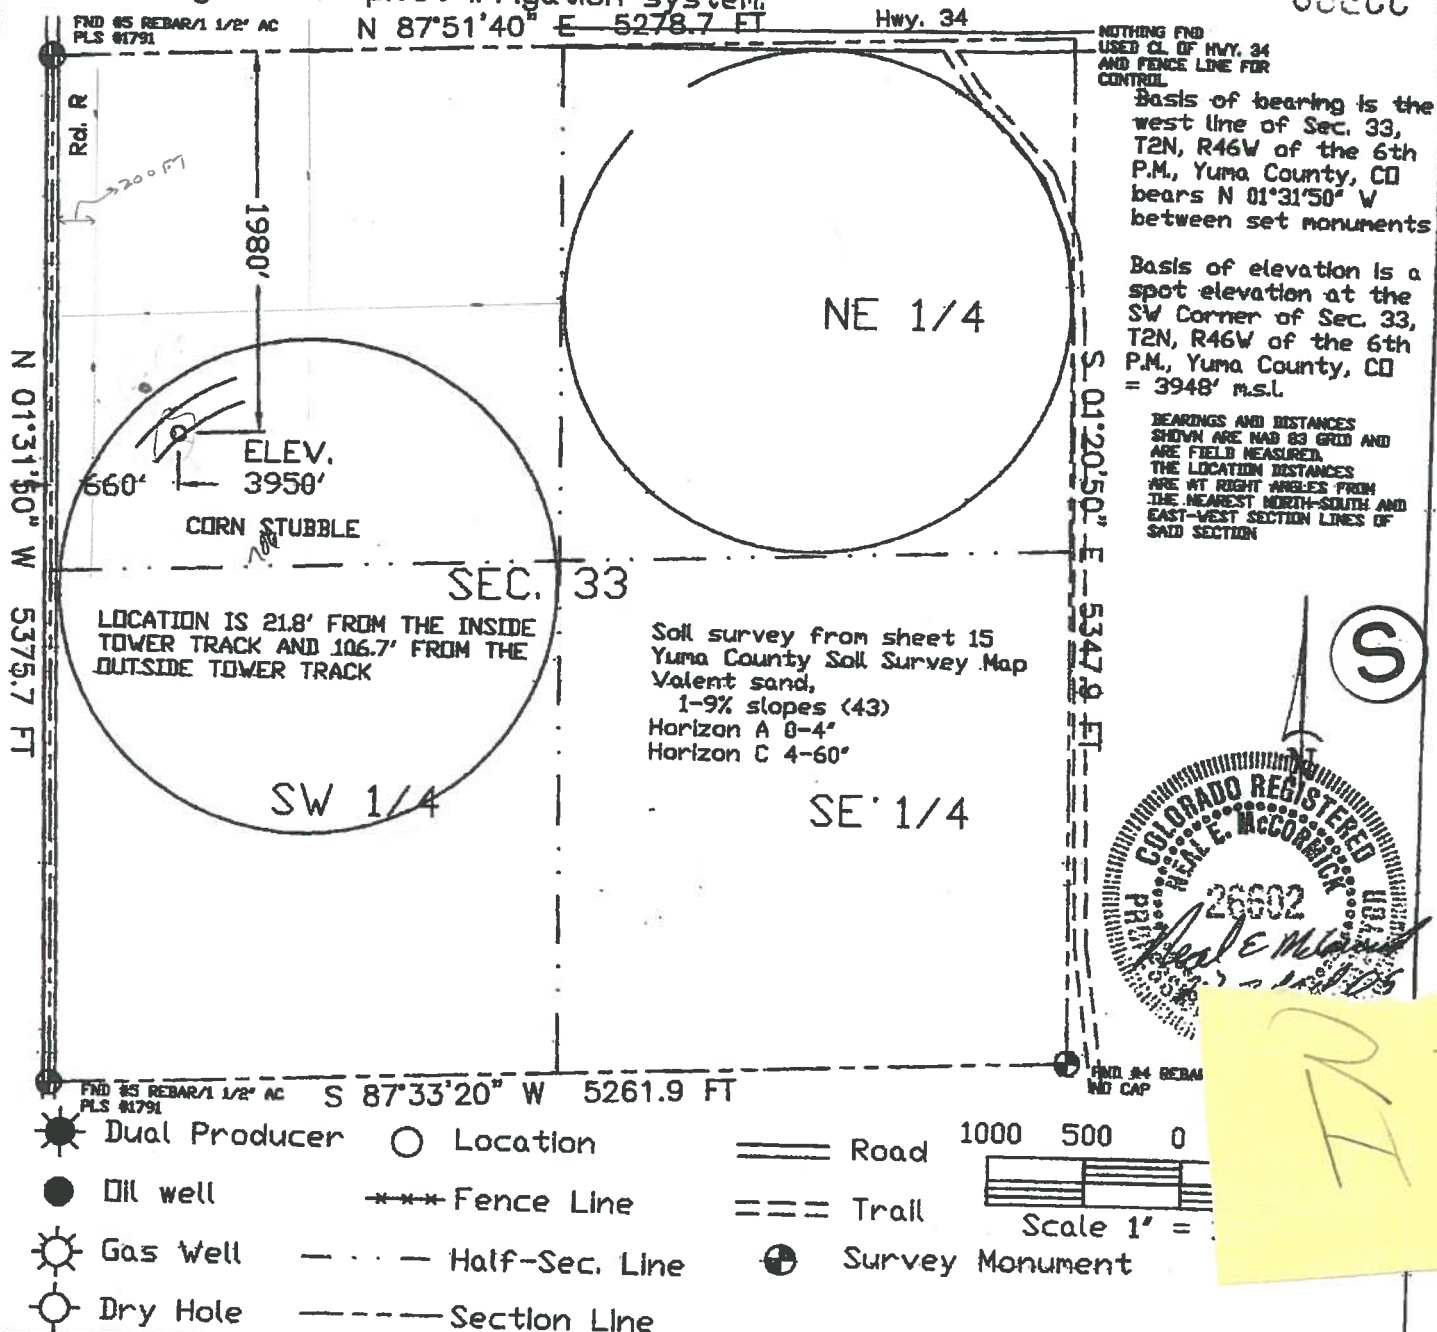 pivot irrigation system.
FND #5 REBAR/1 1/2" AC
PLS #1791
N 87°51'40" E 5278.7 FT
Hwy. 34
NOTHING FND
USED CL OF HWY. 34
AND FENCE LINE FOR
CONTROL
Basis of bearing is the
west line of Sec. 33,
T2N, R46W of the 6th
P.M., Yuma County, CO
bears N 01°31'50" W
between set monuments
Rd. R
200 FT
1980'
NE 1/4
Basis of elevation is a
spot elevation at the
SW Corner of Sec. 33,
T2N, R46W of the 6th
P.M., Yuma County, CO
= 3948' m.s.l.
N 01°31'50" W 5375.7 FT
S 01°20'50" E 5347.9 FT
BEARINGS AND DISTANCES
SHOWN ARE NAD 83 GRID AND
ARE FIELD MEASURED.
THE LOCATION DISTANCES
ARE AT RIGHT ANGLES FROM
THE NEAREST NORTH-SOUTH AND
EAST-WEST SECTION LINES OF
SAID SECTION
ELEV.
660' 3950'
CORN STUBBLE
SEC. 33
LOCATION IS 21.8' FROM THE INSIDE
TOWER TRACK AND 106.7' FROM THE
OUTSIDE TOWER TRACK
Soil survey from sheet 15
Yuma County Soil Survey Map
Valent sand,
1-9% slopes (43)
Horizon A 0-4"
Horizon C 4-60"
S
N
SW 1/4
SE 1/4
COLORADO REGISTERED
NEAL E. McCORMICK
26002
Neal E McCormick
FND #5 REBAR/1 1/2" AC
PLS #1791
S 87°33'20" W 5261.9 FT
FND #4 REBAR
NO CAP
Dual Producer
Location
Road
1000 500 0
Oil well
Fence Line
Trail
Scale 1" =
Gas Well
Half-Sec. Line
Survey Monument
Dry Hole
Section Line